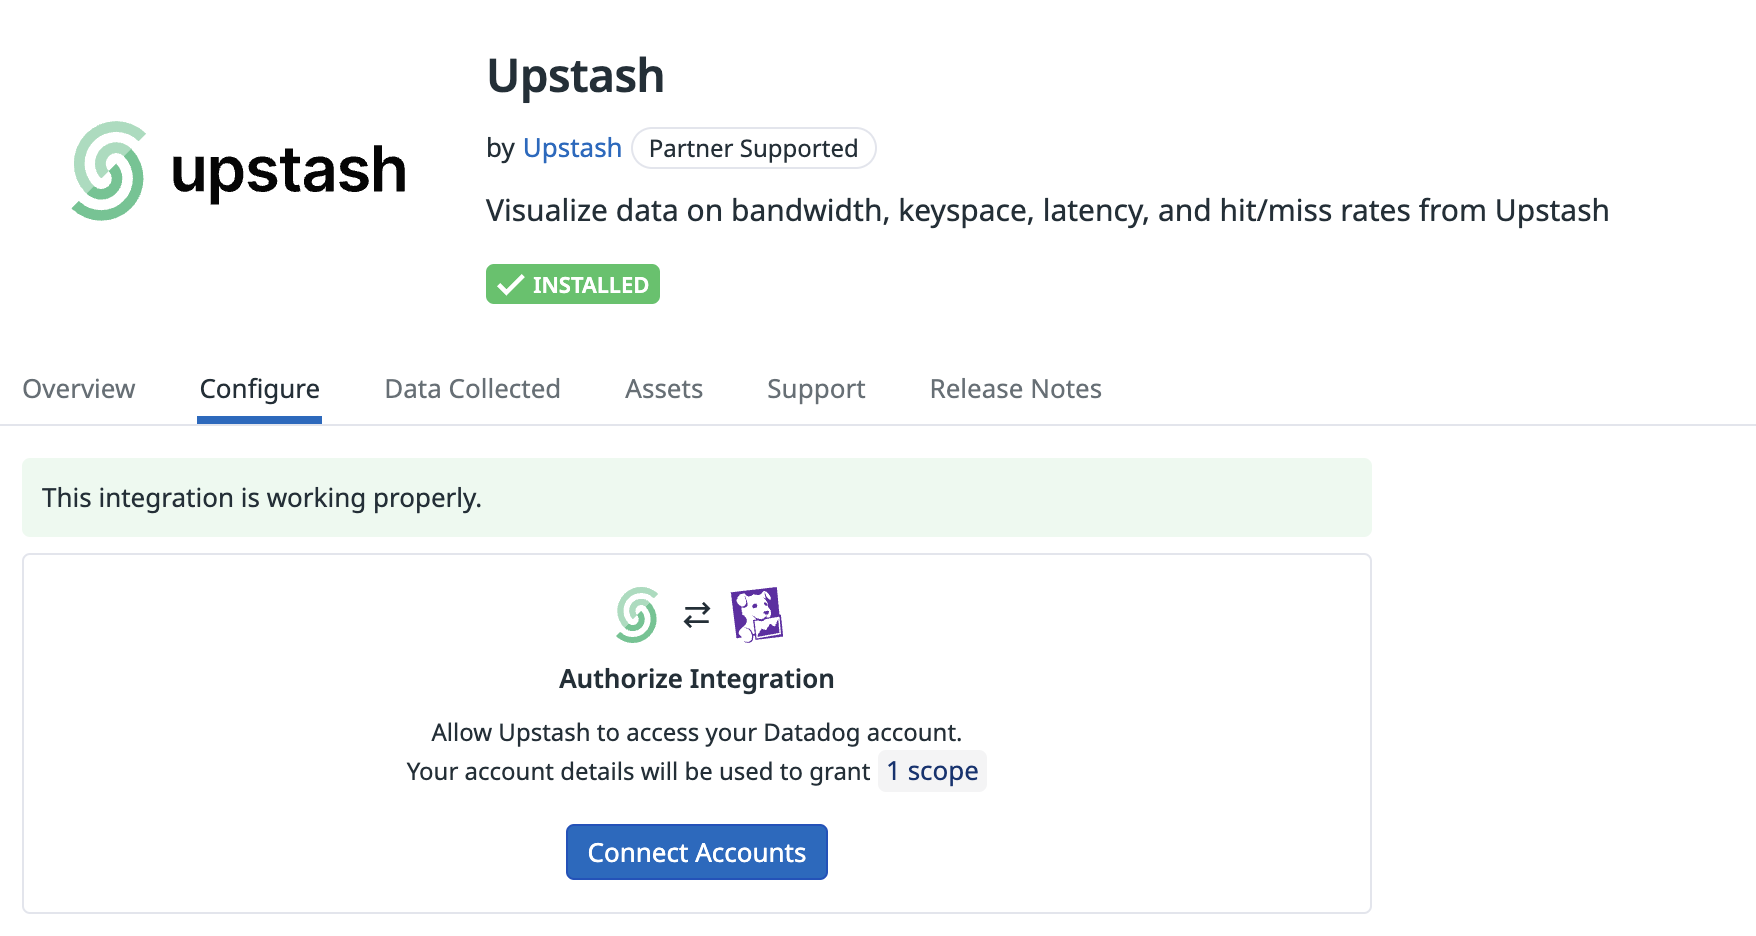 Upstash
upstash
by Upstash Partner Supported
Visualize data on bandwidth, keyspace, latency, and hit/miss rates from Upstash
INSTALLED
Overview Configure Data Collected Assets Support Release Notes
This integration is working properly.
Authorize Integration
Allow Upstash to access your Datadog account.
Your account details will be used to grant 1 scope
Connect Accounts